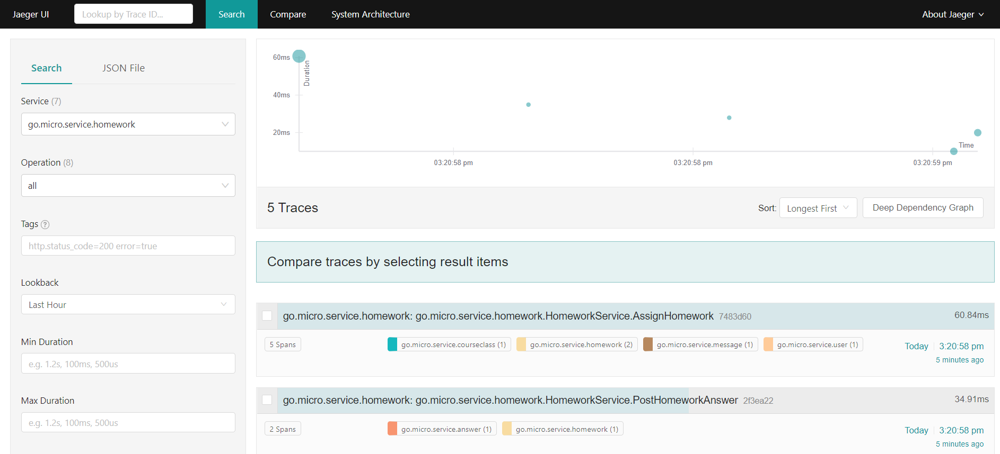 Jaeger UI
Lookup by Trace ID...
Search
Compare
System Architecture
About Jaeger
Search
JSON File
Service (7)
go.micro.service.homework
Operation (8)
all
Tags ?
http.status_code=200 error=true
Lookback
Last Hour
Min Duration
e.g. 1.2s, 100ms, 500us
Max Duration
e.g. 1.2s, 100ms, 500us
60ms
40ms
20ms
Duration
Time
03:20:58 pm
03:20:58 pm
03:20:59 pm
5 Traces
Sort:
Longest First
Deep Dependency Graph
Compare traces by selecting result items
go.micro.service.homework: go.micro.service.homework.HomeworkService.AssignHomework 7483d60
60.84ms
5 Spans
go.micro.service.courseclass (1)
go.micro.service.homework (2)
go.micro.service.message (1)
go.micro.service.user (1)
Today 3:20:58 pm
5 minutes ago
go.micro.service.homework: go.micro.service.homework.HomeworkService.PostHomeworkAnswer 2f3ea22
34.91ms
2 Spans
go.micro.service.answer (1)
go.micro.service.homework (1)
Today 3:20:58 pm
5 minutes ago